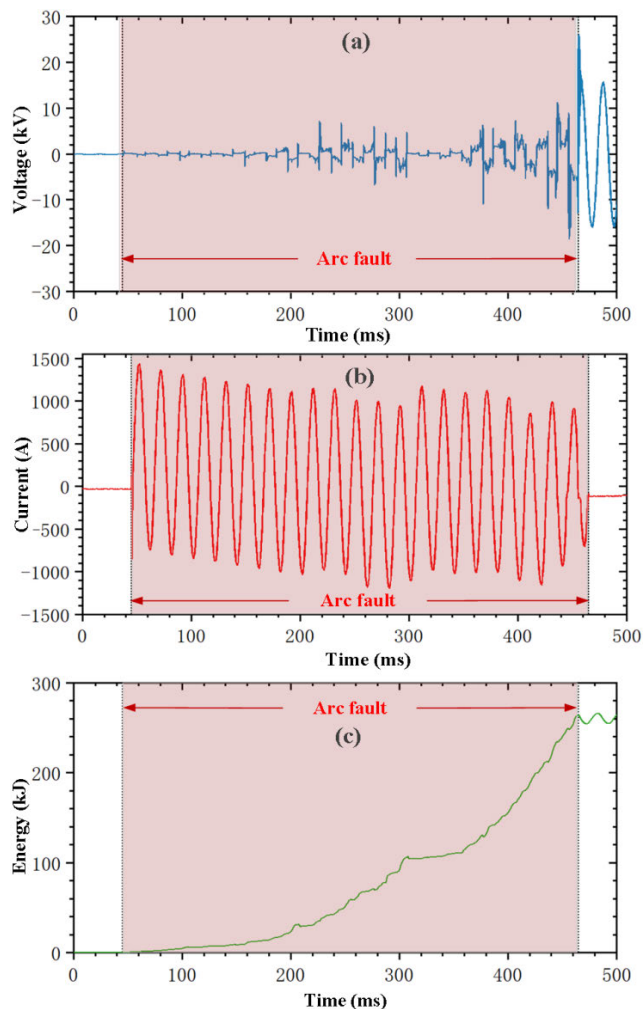 (a)
30
20
10
0
−10
−20
−30
Voltage (kV)
Arc fault
0 100 200 300 400 500
Time (ms)
(b)
1500
1000
500
0
−500
−1000
−1500
Current (A)
Arc fault
0 100 200 300 400 500
Time (ms)
300
200
100
0
Energy (kJ)
Arc fault
(c)
0 100 200 300 400 500
Time (ms)